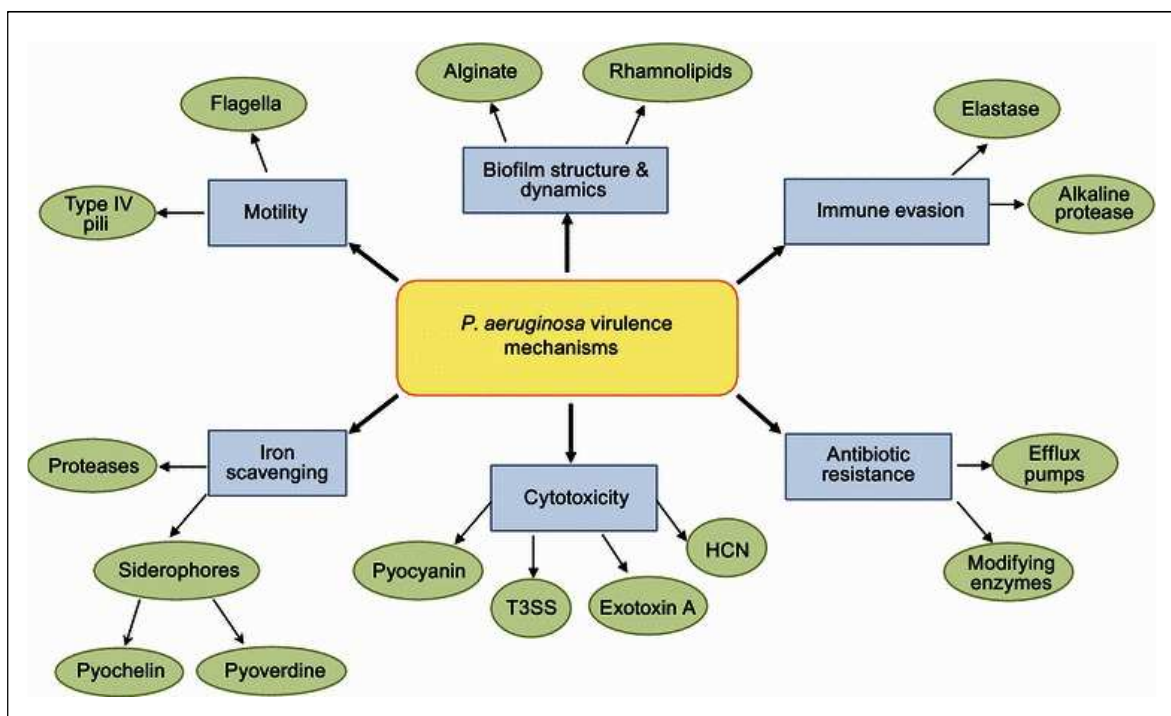 Alginate
Rhamnolipids
Flagella
Elastase
Biofilm structure &
dynamics
Type IV
pili
Motility
Immune evasion
Alkaline
protease
P. aeruginosa virulence
mechanisms
Proteases
Iron
scavenging
Antibiotic
resistance
Efflux
pumps
Cytotoxicity
Siderophores
Pyocyanin
HCN
Modifying
enzymes
T3SS
Exotoxin A
Pyochelin
Pyoverdine